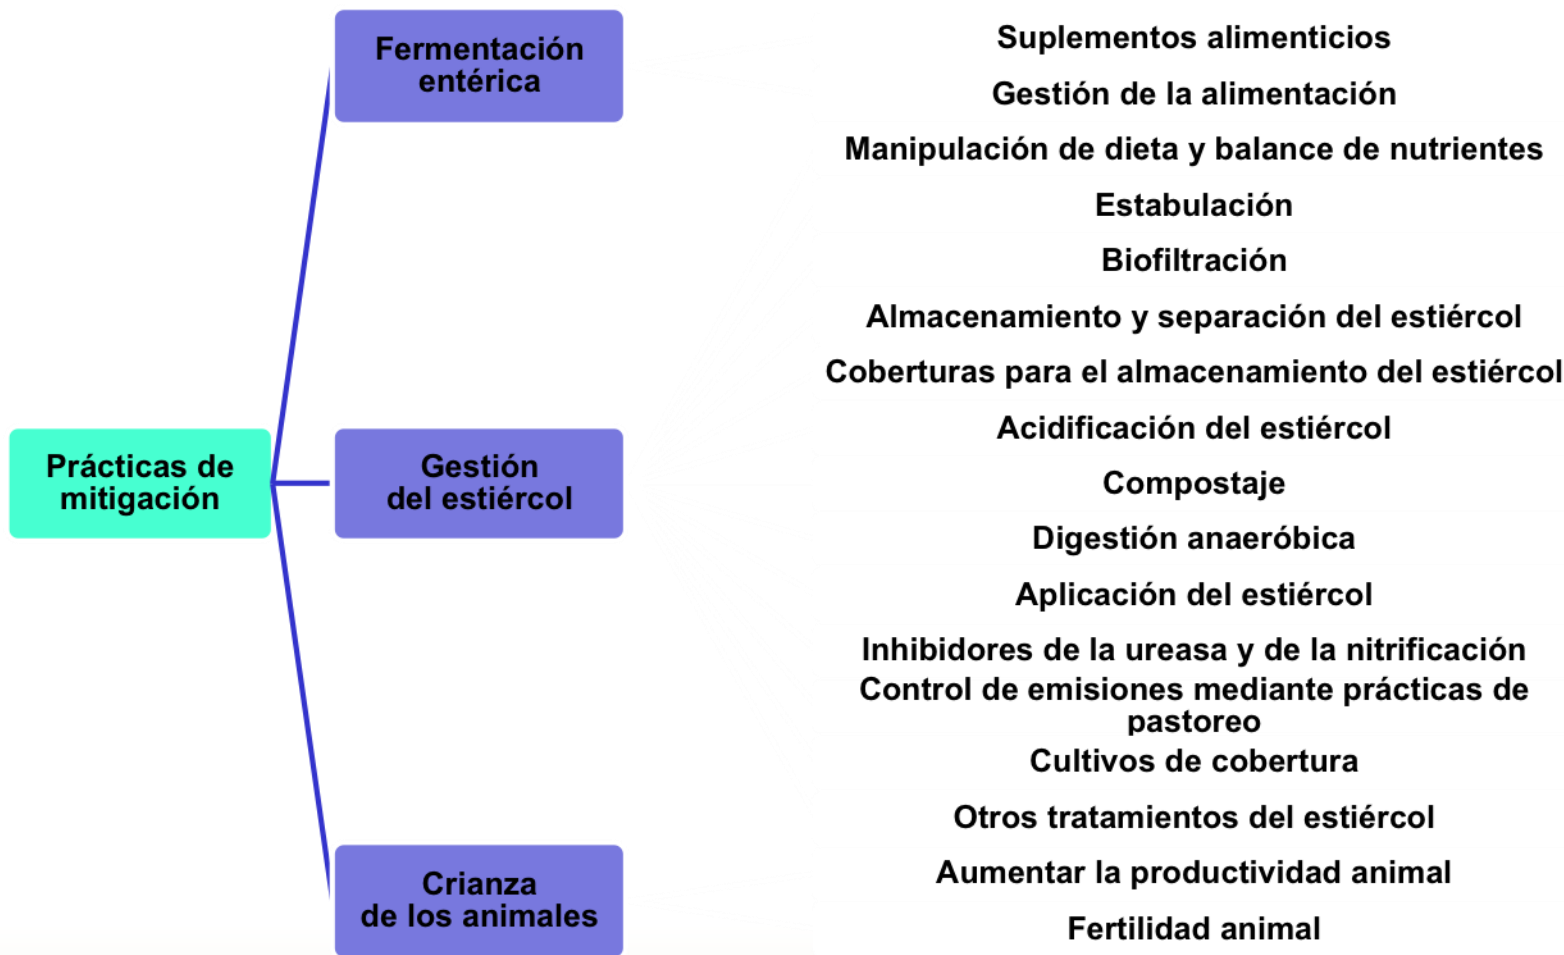 Fermentación
entérica
Prácticas de
mitigación
Gestión
del estiércol
Crianza
de los animales
Suplementos alimenticios
Gestión de la alimentación
Manipulación de dieta y balance de nutrientes
Estabulación
Biofiltración
Almacenamiento y separación del estiércol
Coberturas para el almacenamiento del estiércol
Acidificación del estiércol
Compostaje
Digestión anaeróbica
Aplicación del estiércol
Inhibidores de la ureasa y de la nitrificación
Control de emisiones mediante prácticas de
pastoreo
Cultivos de cobertura
Otros tratamientos del estiércol
Aumentar la productividad animal
Fertilidad animal